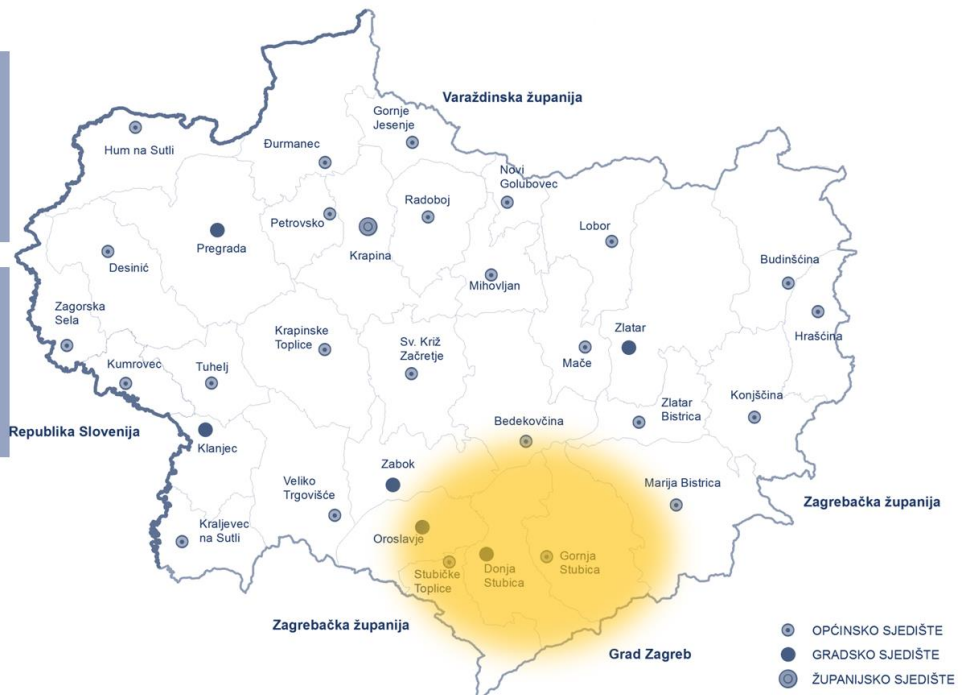 Varaždinska županija
Gornje
Jesenje
Hum na Sutli
Đurmanec
Novi
Golubovec
Radoboj
Petrovsko
Lobor
Pregrada
Krapina
Budinšćina
Desinić
Mihovljan
Zagorska
Sela
Krapinske
Toplice
Sv. Križ
Začretje
Zlatar
Hrašćina
Mače
Kumrovec
Tuhelj
Konjščina
Zlatar
Bistrica
Bedekovčina
Republika Slovenija
Klanjec
Zabok
Veliko
Trgovišće
Marija Bistrica
Zagrebačka županija
Kraljevec
na Sutli
Oroslavje
Stubičke
Toplice
Donja
Stubica
Gornja
Stubica
Zagrebačka županija
Grad Zagreb
OPĆINSKO SJEDIŠTE
GRADSKO SJEDIŠTE
ŽUPANIJSKO SJEDIŠTE